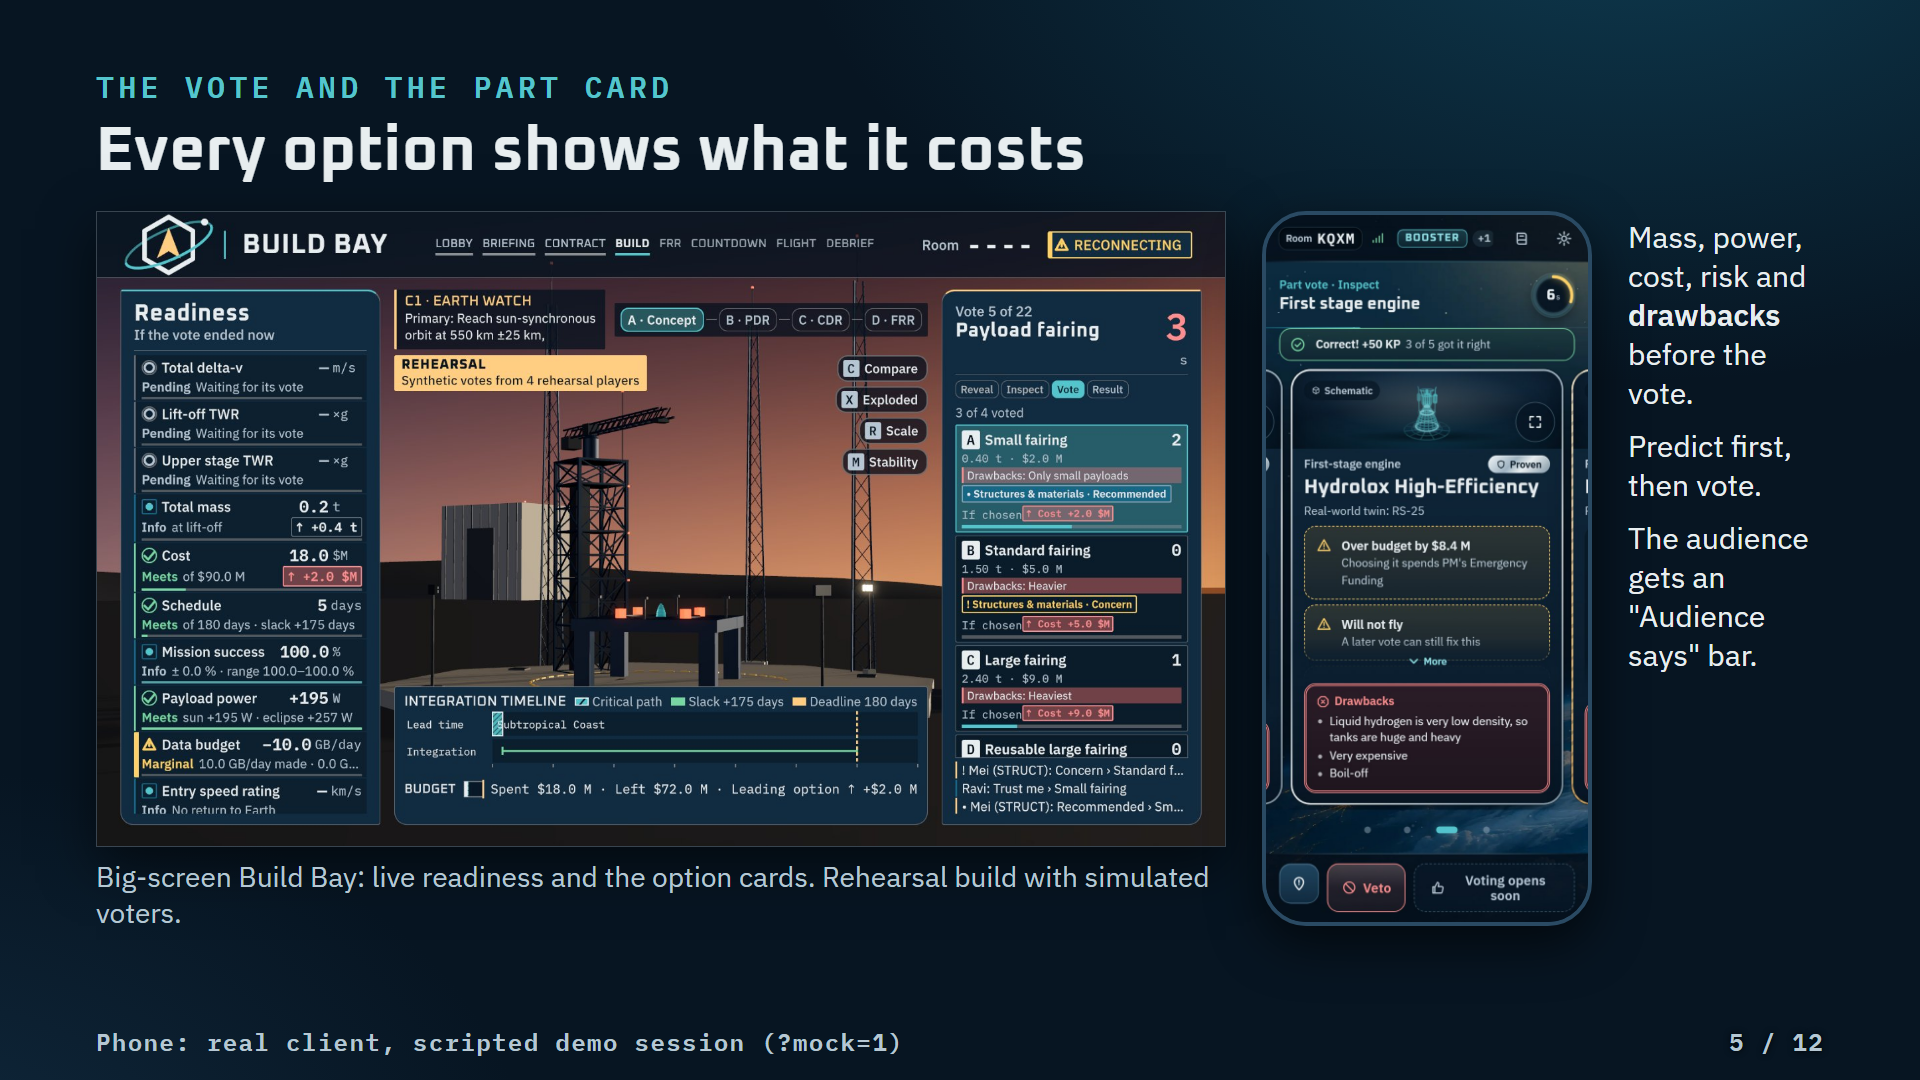 THE VOTE AND THE PART CARD
Every option shows what it costs
BUILD BAY
LOBBY BRIEFING CONTRACT BUILD FRR COUNTDOWN FLIGHT DEBRIEF
Room ----
RECONNECTING
Readiness
If the vote ended now
Total delta-v – m/s
Pending Waiting for its vote
Lift-off TWR – ×g
Pending Waiting for its vote
Upper stage TWR – ×g
Pending Waiting for its vote
Total mass 0.2 t
Info at lift-off ↑ +0.4 t
Cost 18.0 $M
Meets of $90.0 M ↑ +2.0 $M
Schedule 5 days
Meets of 180 days · slack +175 days
Mission success 100.0 %
Info ± 0.0 % · range 100.0–100.0 %
Payload power +195 W
Meets sun +195 W · eclipse +257 W
Data budget −10.0 GB/day
Marginal 10.0 GB/day made · 0.0 G...
Entry speed rating – km/s
Info No return to Earth
C1 · EARTH WATCH
Primary: Reach sun-synchronous
orbit at 550 km ±25 km,
REHEARSAL
Synthetic votes from 4 rehearsal players
A · Concept B · PDR C · CDR D · FRR
C Compare
X Exploded
R Scale
M Stability
INTEGRATION TIMELINE Critical path Slack +175 days Deadline 180 days
Lead time Subtropical Coast
Integration
BUDGET Spent $18.0 M · Left $72.0 M · Leading option ↑ +$2.0 M
Vote 5 of 22
Payload fairing
3
s
Reveal Inspect Vote Result
3 of 4 voted
A Small fairing 2
0.40 t · $2.0 M
Drawbacks: Only small payloads
• Structures & materials · Recommended
If chosen ↑ Cost +2.0 $M
B Standard fairing 0
1.50 t · $5.0 M
Drawbacks: Heavier
! Structures & materials · Concern
If chosen ↑ Cost +5.0 $M
C Large fairing 1
2.40 t · $9.0 M
Drawbacks: Heaviest
If chosen ↑ Cost +9.0 $M
D Reusable large fairing 0
! Mei (STRUCT): Concern › Standard f...
Ravi: Trust me › Small fairing
• Mei (STRUCT): Recommended › Sm...
Big-screen Build Bay: live readiness and the option cards. Rehearsal build with simulated
voters.
Room KQXM BOOSTER +1
Part vote · Inspect
First stage engine
6s
Correct! +50 KP 3 of 5 got it right
Schematic
First-stage engine
Proven
Hydrolox High-Efficiency
Real-world twin: RS-25
Over budget by $8.4 M
Choosing it spends PM's Emergency
Funding
Will not fly
A later vote can still fix this
More
Drawbacks
• Liquid hydrogen is very low density, so
tanks are huge and heavy
• Very expensive
• Boil-off
Veto
Voting opens
soon
Mass, power,
cost, risk and
drawbacks
before the
vote.
Predict first,
then vote.
The audience
gets an
"Audience
says" bar.
Phone: real client, scripted demo session (?mock=1)
5 / 12